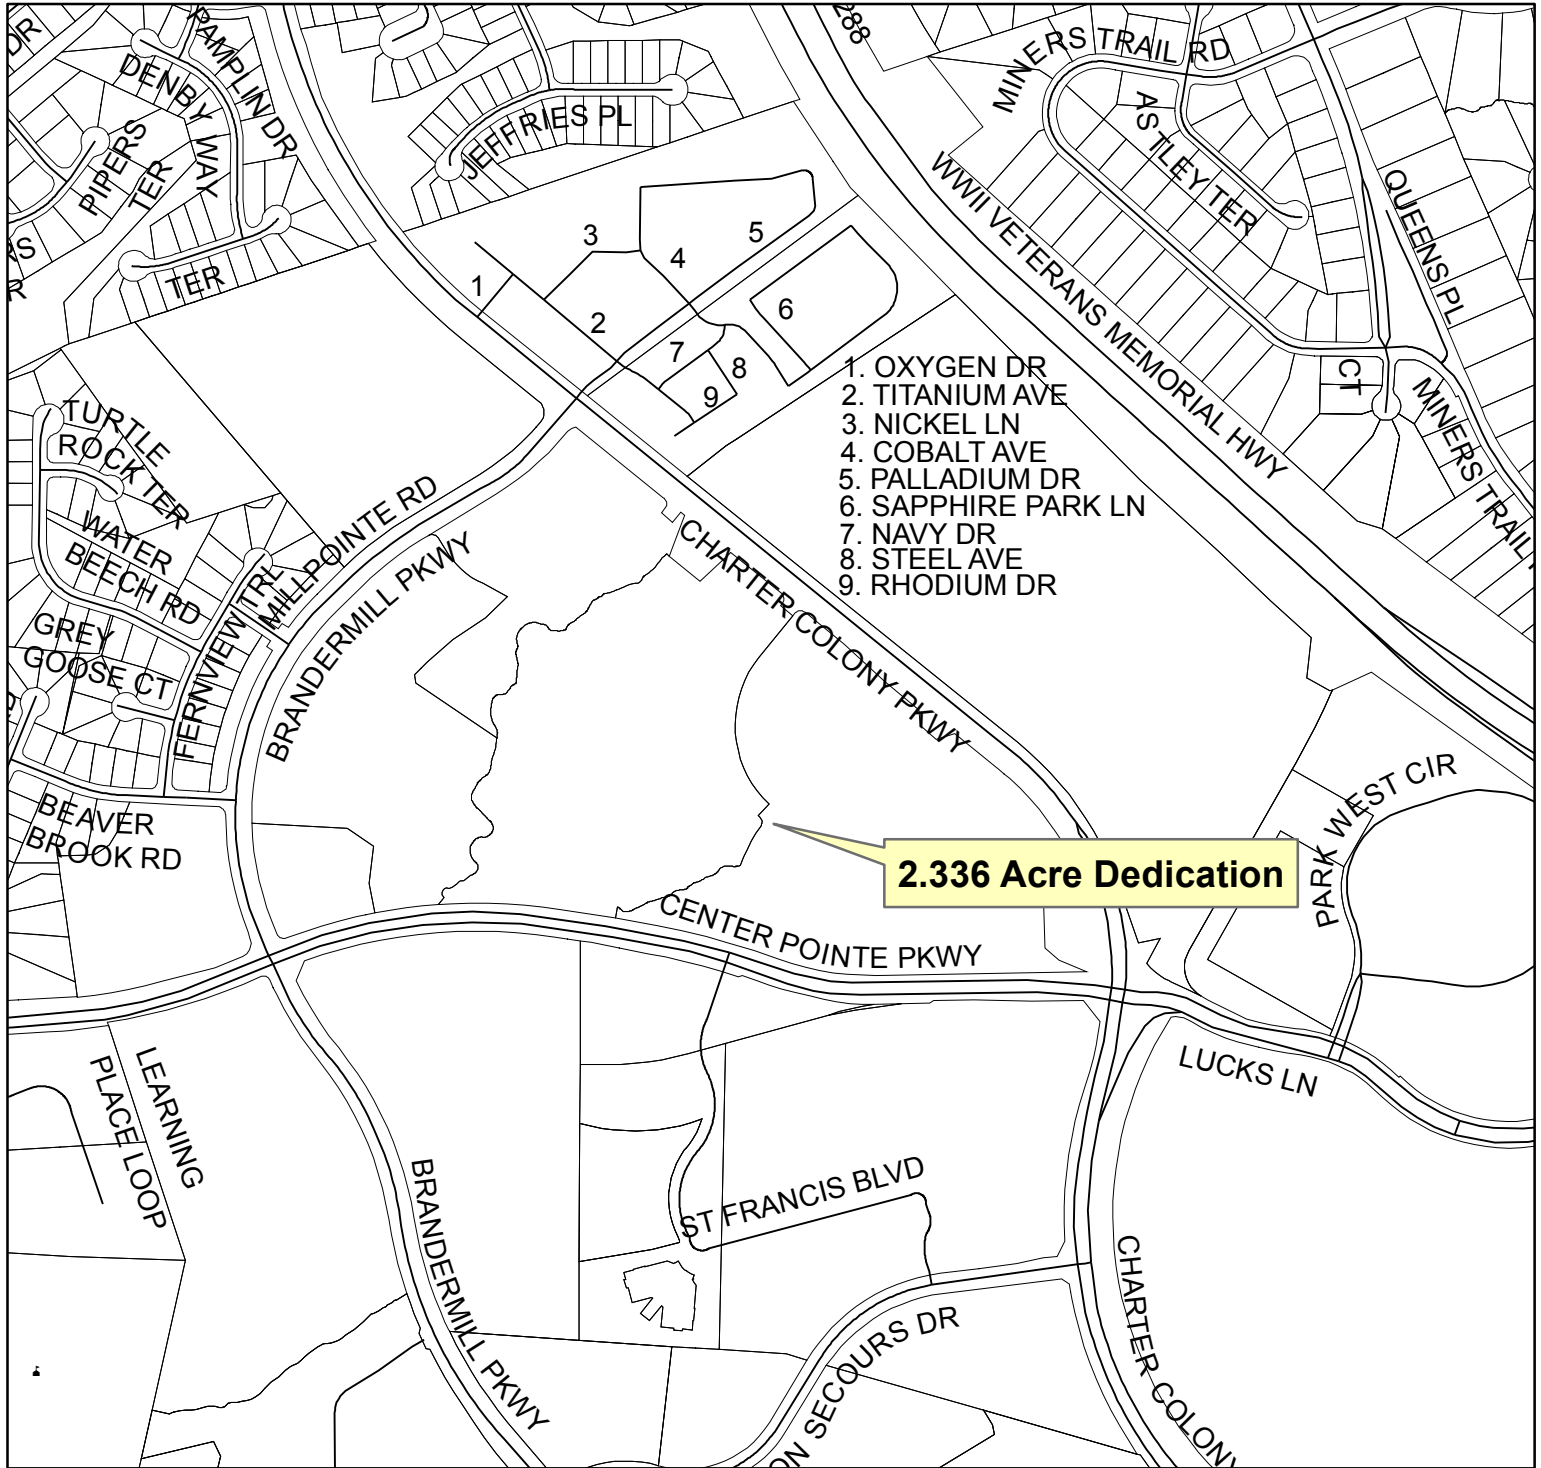 DR
PAMPLIN DR
288
MINERS TRAIL RD
DENBY WAY
ASTLEY TER
JEFFRIES PL
PIPERS
TER
WWII VETERANS MEMORIAL HWY
QUEENS PL
TER
3
5
4
1
6
2
7
8
9
1. OXYGEN DR
2. TITANIUM AVE
3. NICKEL LN
4. COBALT AVE
5. PALLADIUM DR
6. SAPPHIRE PARK LN
7. NAVY DR
8. STEEL AVE
9. RHODIUM DR
CT
MINERS TRAIL
TURTLE
ROCK TER
WATER
BEECH RD
MILLPOINTE RD
BRANDERMILL PKWY
CHARTER COLONY PKWY
GREY
GOOSE CT
FERNVIEW TRL
BEAVER
BROOK RD
PARK WEST CIR
2.336 Acre Dedication
CENTER POINTE PKWY
LEARNING
PLACE LOOP
LUCKS LN
ST FRANCIS BLVD
BRANDERMILL PKWY
CHARTER COLONY
ON SECOURS DR